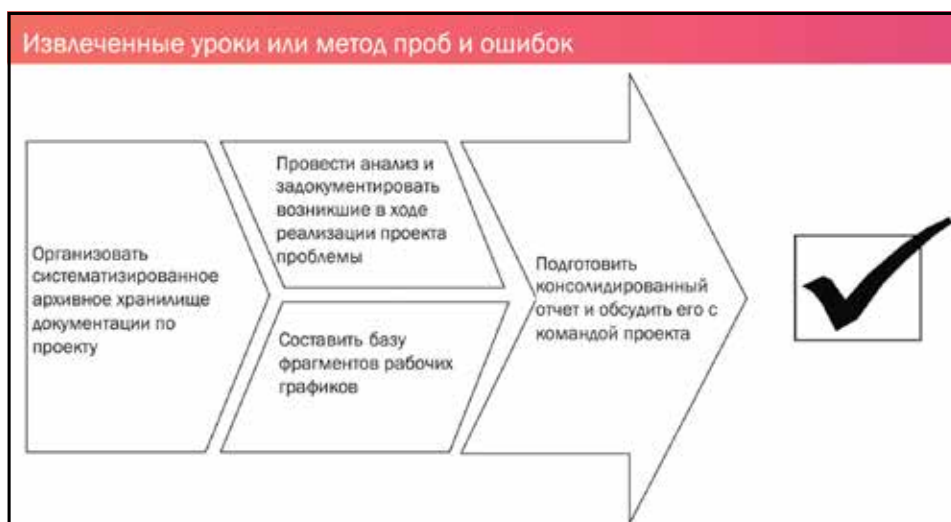 Извлеченные уроки или метод проб и ошибок
Организовать
систематизированное
архивное хранилище
документации по
проекту
Провести анализ и
задокументировать
возникшие в ходе
реализации проекта
проблемы
Составить базу
фрагментов рабочих
графиков
Подготовить
консолидированный
отчет и обсудить его с
командой проекта